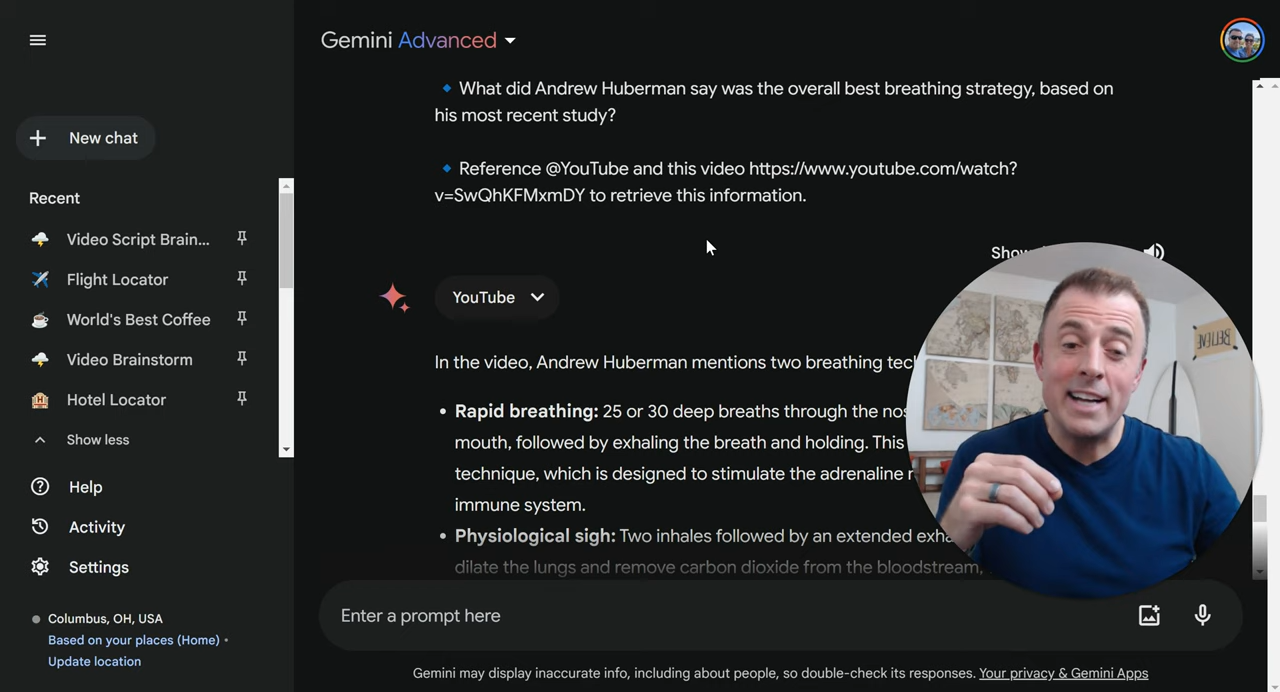 Gemini Advanced
🔹 What did Andrew Huberman say was the overall best breathing strategy, based on
his most recent study?
🔹 Reference @YouTube and this video https://www.youtube.com/watch?
v=SwQhKFMxmDY to retrieve this information.
YouTube
In the video, Andrew Huberman mentions two breathing
• Rapid breathing: 25 or 30 deep breaths through the
mouth, followed by exhaling the breath and holding. This
technique, which is designed to stimulate the adrenaline
immune system.
• Physiological sigh: Two inhales followed by an extended
dilate the lungs and remove carbon dioxide from the bloodstream,
New chat
Recent
Video Script Brain...
Flight Locator
World's Best Coffee
Video Brainstorm
Hotel Locator
Show less
Help
Activity
Settings
Columbus, OH, USA
Based on your places (Home) •
Update location
Enter a prompt here
Gemini may display inaccurate info, including about people, so double-check its responses. Your privacy & Gemini Apps